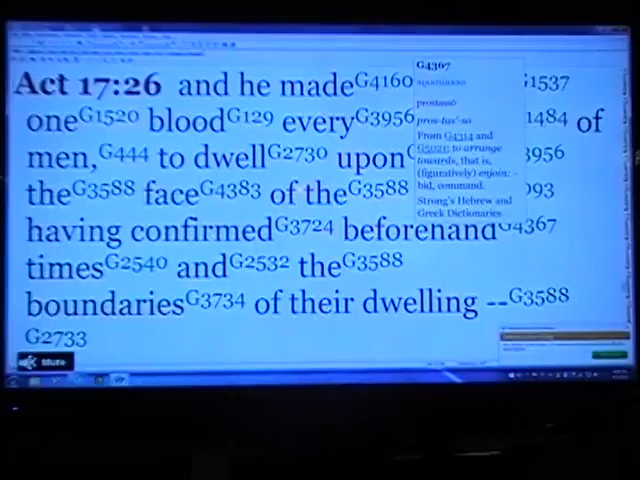 Act 17:26 and he made G4160 G1537
one G1520 blood G129 every G3956 G1484 of
men, G444 to dwell G2730 upon G 3956
the G3588 face G4383 of the G3588 093
having confirmed G3724 beforehand G4367
times G2540 and G2532 the G3588
boundaries G3734 of their dwelling -- G3588
G2733
G4367
prostassō
pros-tas'-so
From G4314 and
G5021; to arrange
towards, that is,
(figuratively) enjoin: -
bid, command.
Strong's Hebrew and
Greek Dictionaries
Mute